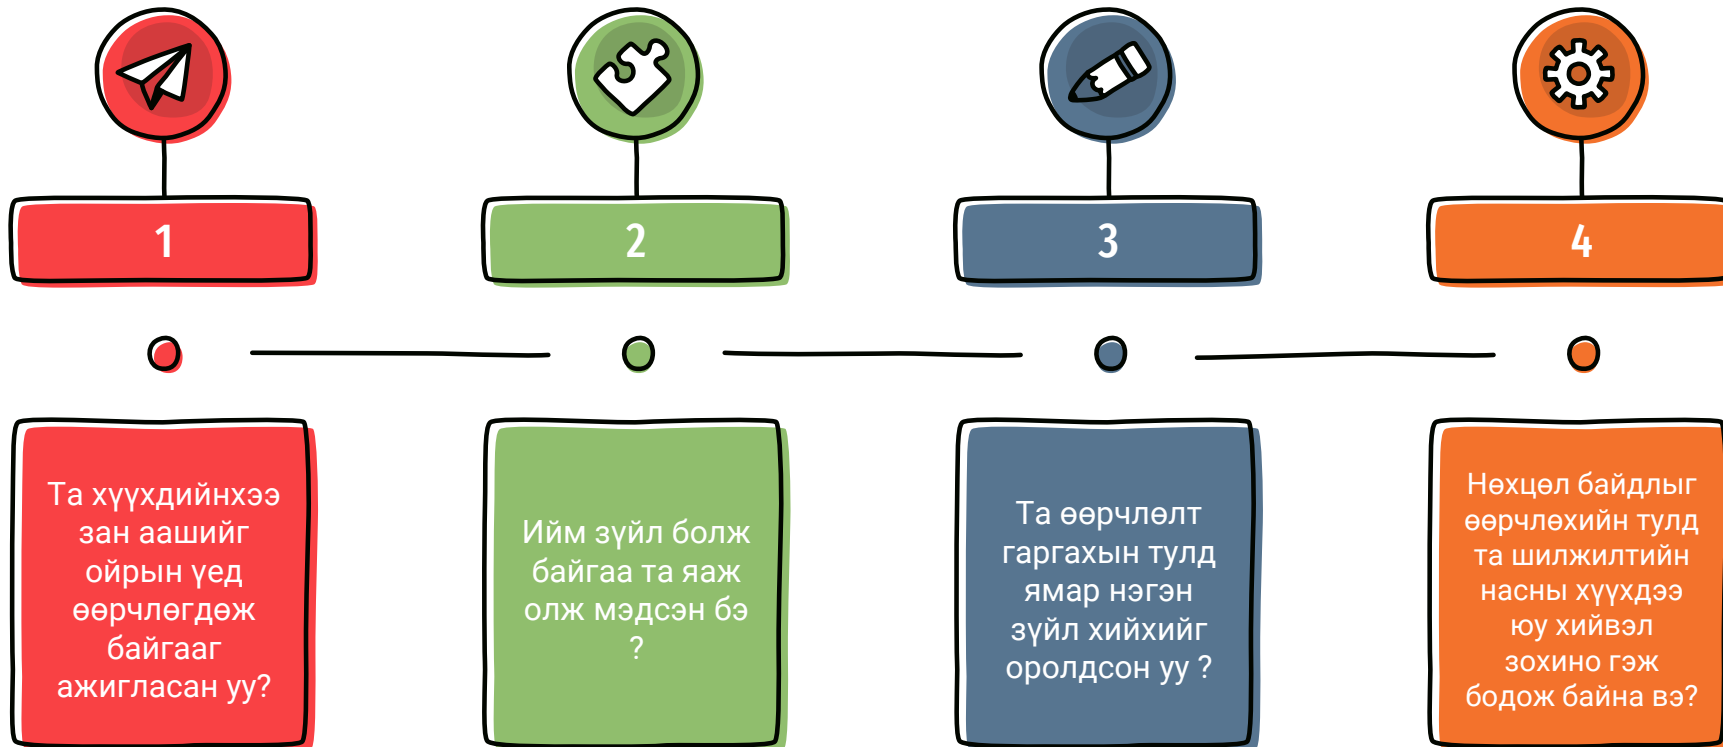 1
2
3
4
Та хүүхдийнхээ
зан аашийг
ойрын үед
өөрчлөгдөж
байгааг
ажигласан уу?
Ийм зүйл болж
байгаа та яаж
олж мэдсэн бэ
?
Та өөрчлөлт
гаргахын тулд
ямар нэгэн
зүйл хийхийг
оролдсон уу ?
Нөхцөл байдлыг
өөрчлөхийн тулд
та шилжилтийн
насны хүүхдээ
юу хийвэл
зохино гэж
бодож байна вэ?